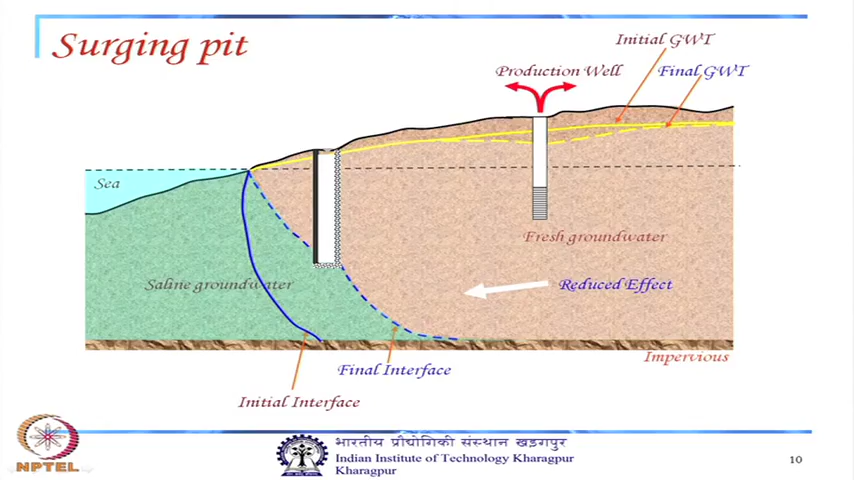 Surging pit
Initial GWT
Production Well
Final GWT
Sea
Fresh groundwater
Saline groundwater
Reduced Effect
Impervious
Final Interface
Initial Interface
NPTEL
भारतीय प्रौद्योगिकी संस्थान खड़गपुर
Indian Institute of Technology Kharagpur
Kharagpur
10